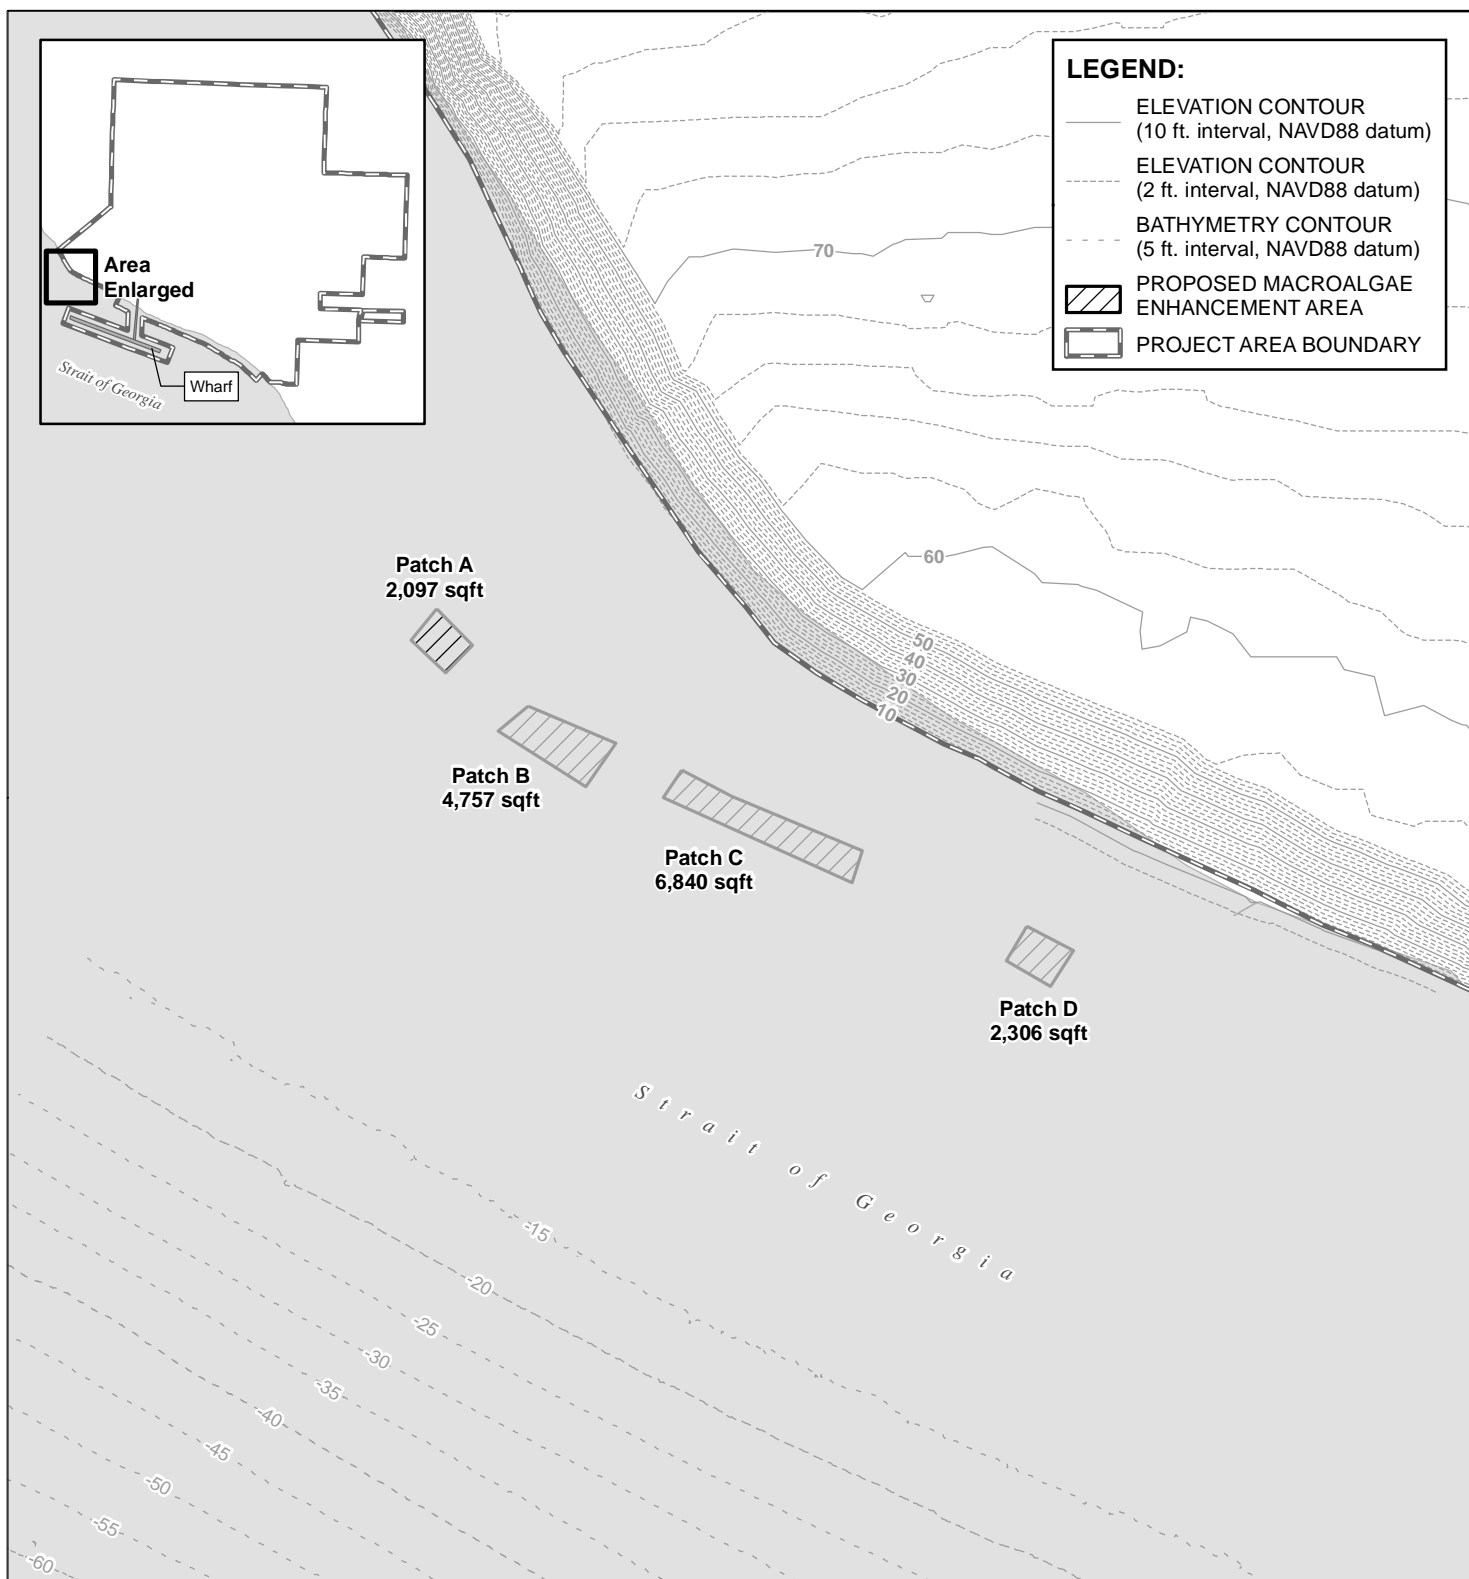 Area
Enlarged
Wharf
Strait of Georgia
LEGEND:
ELEVATION CONTOUR
(10 ft. interval, NAVD88 datum)
ELEVATION CONTOUR
(2 ft. interval, NAVD88 datum)
BATHYMETRY CONTOUR
(5 ft. interval, NAVD88 datum)
PROPOSED MACROALGAE
ENHANCEMENT AREA
PROJECT AREA BOUNDARY
70
60
50
40
30
20
10
Patch A
2,097 sqft
Patch B
4,757 sqft
Patch C
6,840 sqft
Patch D
2,306 sqft
Strait of Georgia
-15
-20
-25
-30
-35
-40
-45
-50
-55
-60